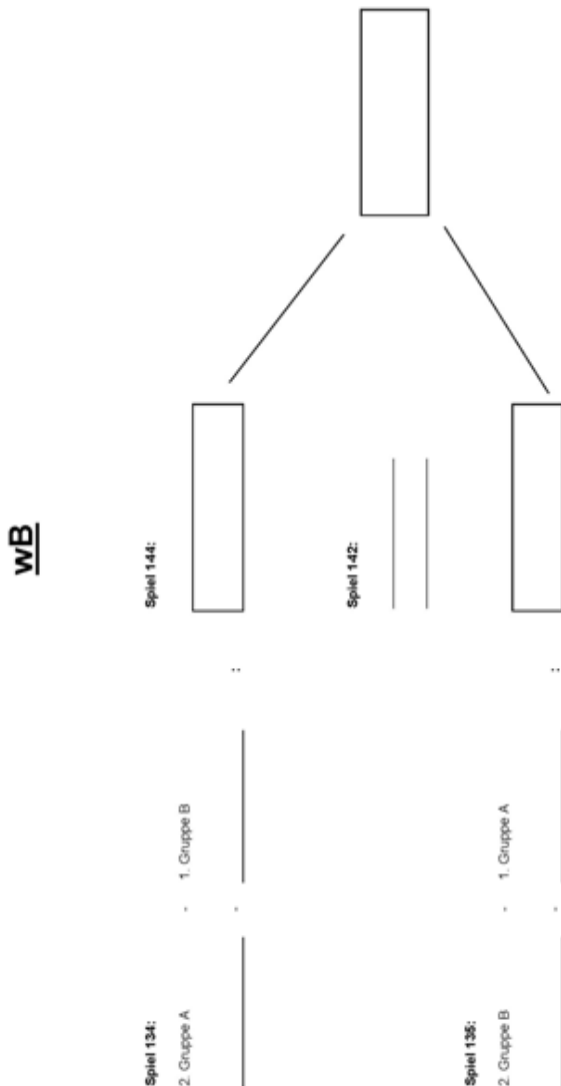 wB
Spiel 134:
2. Gruppe A - 1. Gruppe B
- :
Spiel 144:
Spiel 142:
Spiel 135:
2. Gruppe B - 1. Gruppe A
- :